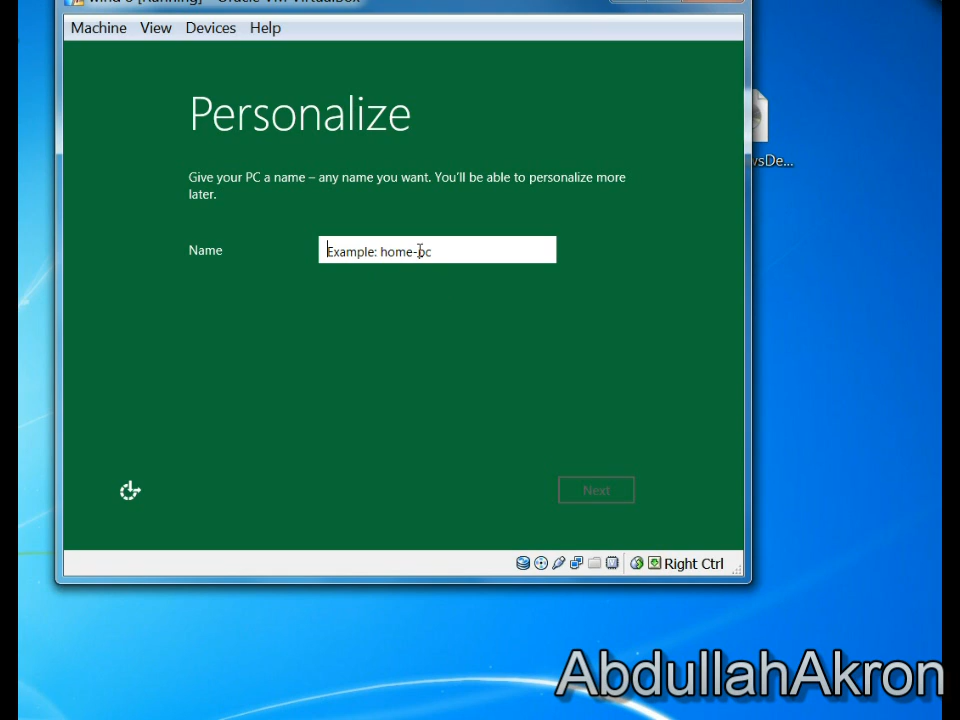 Machine View Devices Help
Personalize
Give your PC a name – any name you want. You'll be able to personalize more
later.
Name
Example: home-pc
Next
Right Ctrl
AbdullahAkron